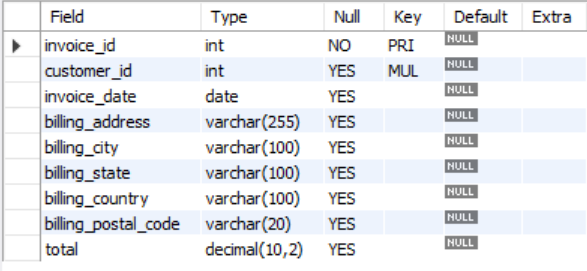 Field Type Null Key Default Extra
invoice_id int NO PRI NULL
customer_id int YES MUL NULL
invoice_date date YES NULL
billing_address varchar(255) YES NULL
billing_city varchar(100) YES NULL
billing_state varchar(100) YES NULL
billing_country varchar(100) YES NULL
billing_postal_code varchar(20) YES NULL
total decimal(10,2) YES NULL